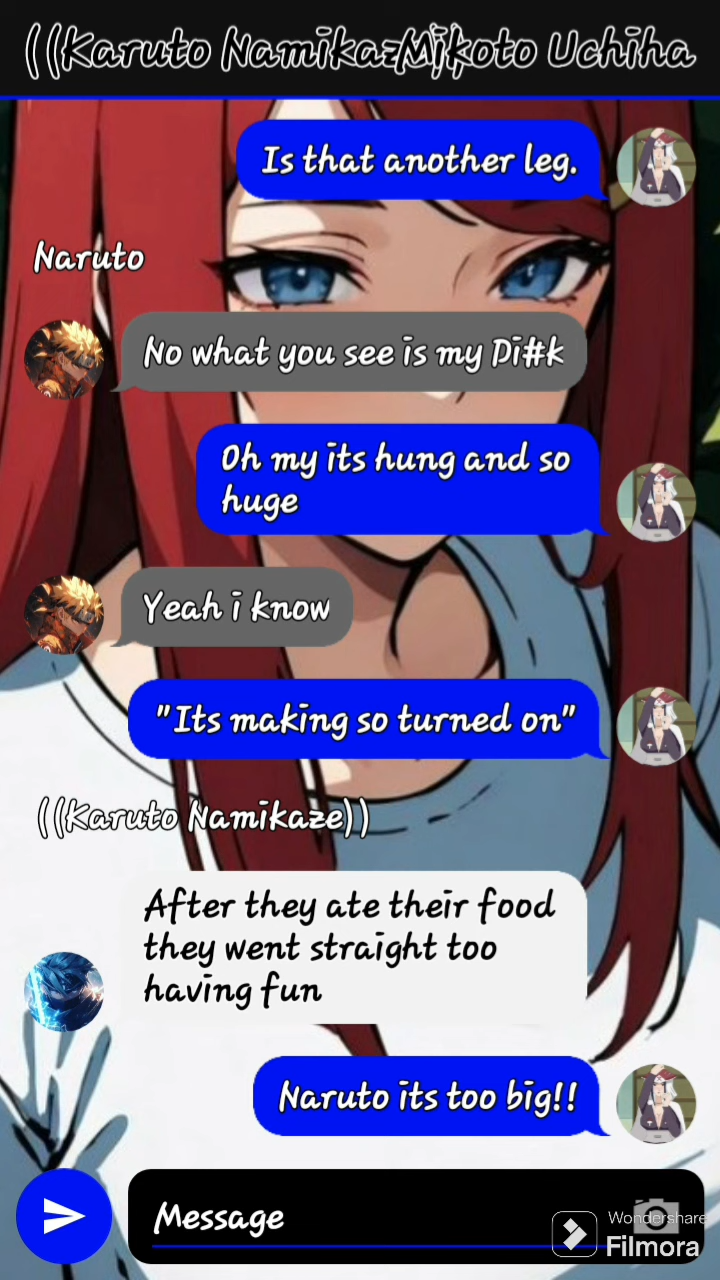 ((Karuto Namikaze)) Mikoto Uchiha
Is that another leg.
Naruto
No what you see is my Di#k
Oh my its hung and so
huge
Yeah i know
"Its making so turned on"
((Karuto Namikaze))
After they ate their food
they went straight too
having fun
Naruto its too big!!
Message
Wondershare
Filmora